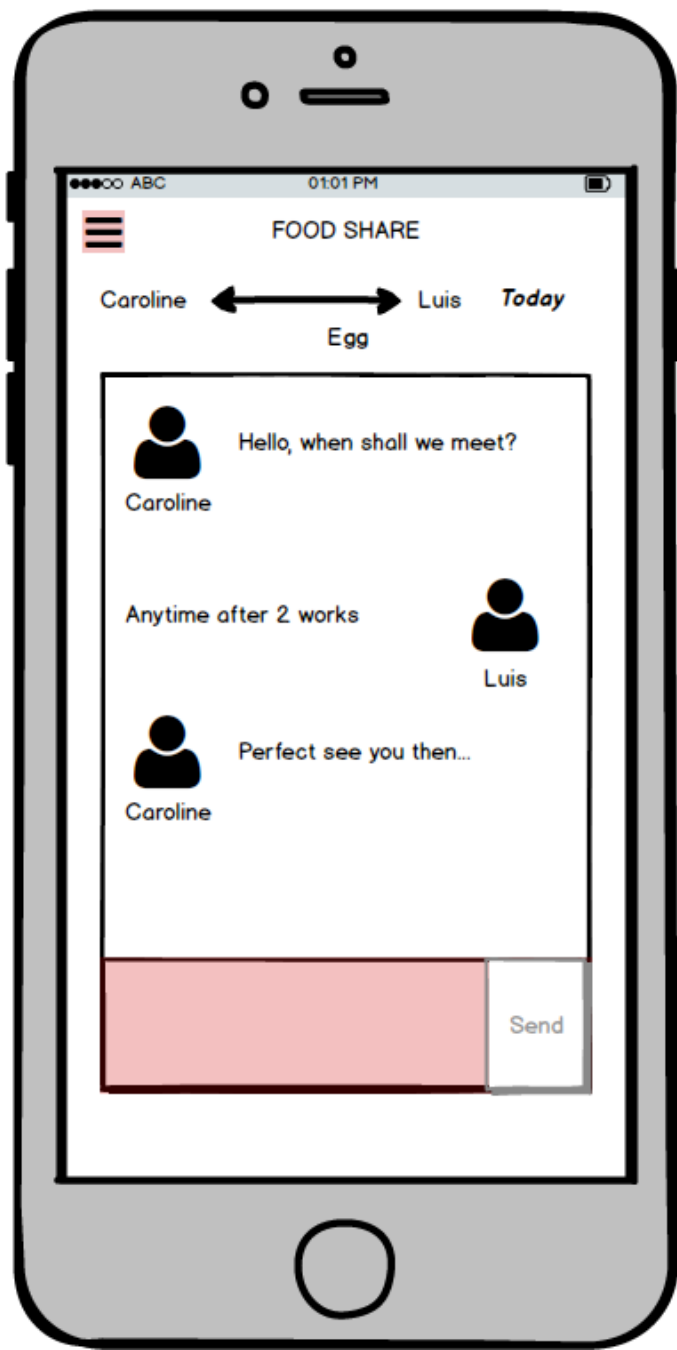 ABC 01:01 PM
FOOD SHARE
Caroline Luis Today
Egg
Hello, when shall we meet?
Caroline
Anytime after 2 works
Luis
Perfect see you then...
Caroline
Send